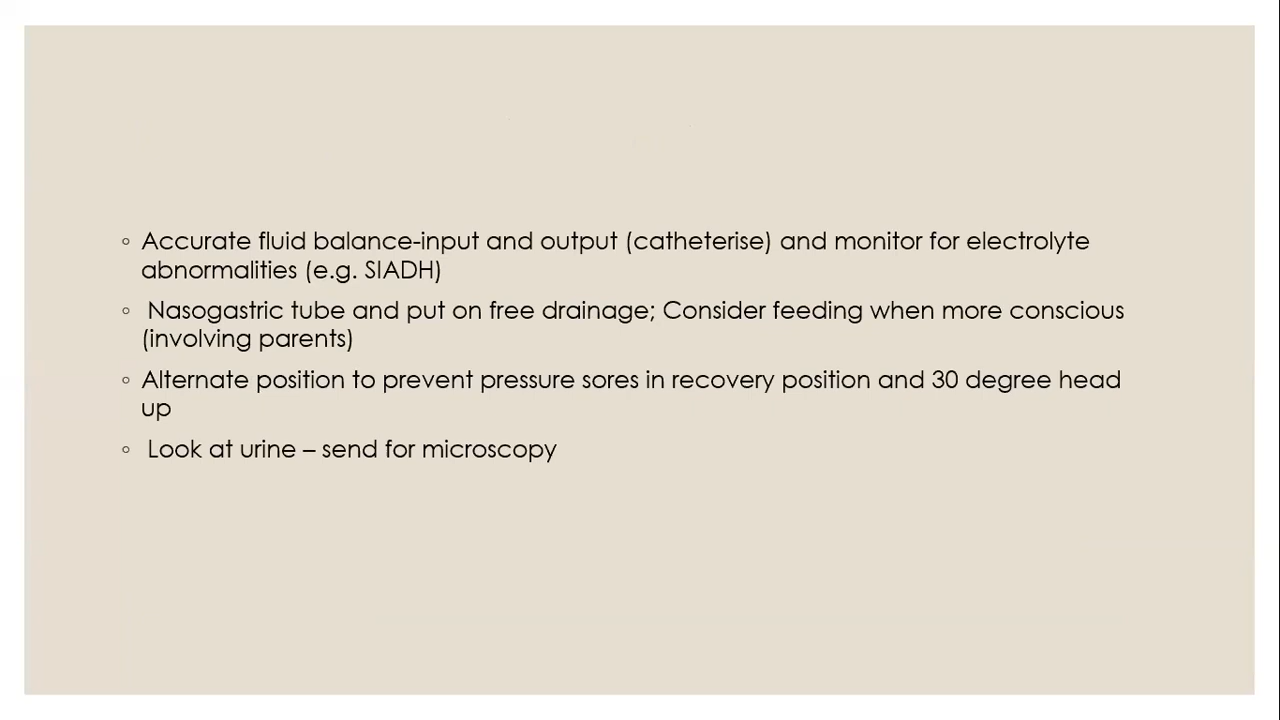 ◦ Accurate fluid balance-input and output (catheterise) and monitor for electrolyte
abnormalities (e.g. SIADH)
◦ Nasogastric tube and put on free drainage; Consider feeding when more conscious
(involving parents)
◦ Alternate position to prevent pressure sores in recovery position and 30 degree head
up
◦ Look at urine – send for microscopy